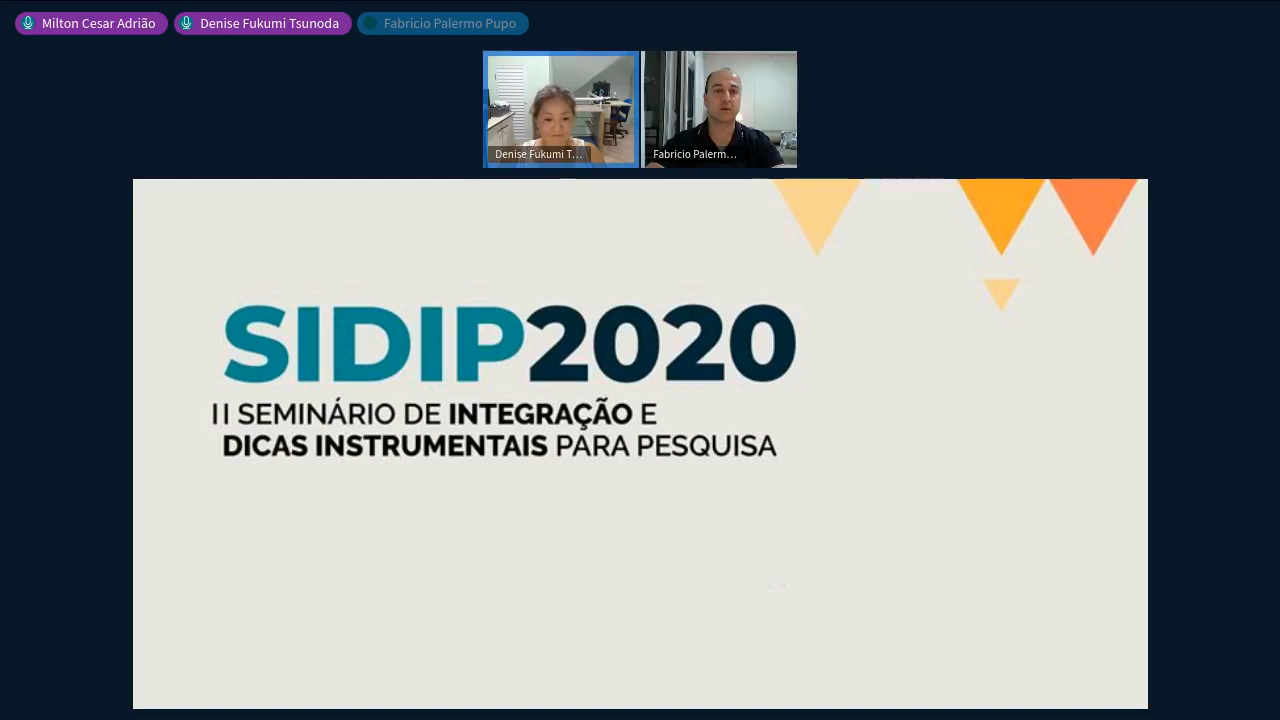 Milton Cesar Adrião
Denise Fukumi Tsunoda
Fabricio Palermo Pupo
Denise Fukumi T...
Fabricio Palerm...
SIDIP2020
II SEMINÁRIO DE INTEGRAÇÃO E
DICAS INSTRUMENTAIS PARA PESQUISA